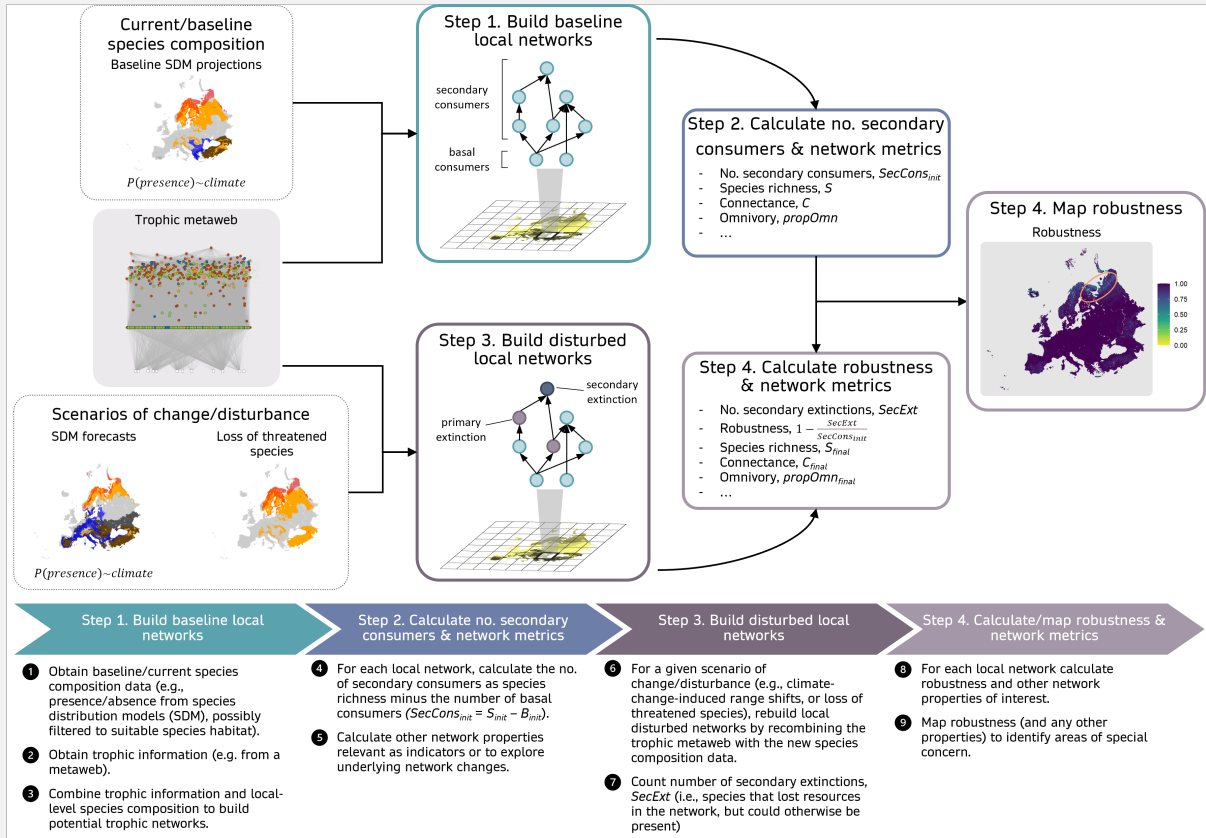 Current/baseline
species composition
Baseline SDM projections
P(presence)~climate
Trophic metaweb
Scenarios of change/disturbance
SDM forecasts
Loss of threatened
species
P(presence)~climate
Step 1. Build baseline
local networks
secondary
consumers
basal
consumers
Step 3. Build disturbed
local networks
secondary
extinction
primary
extinction
Step 2. Calculate no. secondary
consumers & network metrics
- No. secondary consumers, SecCons_init
- Species richness, S
- Connectance, C
- Omnivory, propOmn
- …
Step 4. Calculate robustness
& network metrics
- No. secondary extinctions, SecExt
- Robustness, 1 − SecExt/SecCons_init
- Species richness, S_final
- Connectance, C_final
- Omnivory, propOmn_final
- …
Step 4. Map robustness
Robustness
1.00
0.75
0.50
0.25
0.00
Step 1. Build baseline local
networks
1 Obtain baseline/current species
composition data (e.g.,
presence/absence from species
distribution models (SDM), possibly
filtered to suitable species habitat).
2 Obtain trophic information (e.g. from a
metaweb).
3 Combine trophic information and local-
level species composition to build
potential trophic networks.
Step 2. Calculate no. secondary
consumers & network metrics
4 For each local network, calculate the no.
of secondary consumers as species
richness minus the number of basal
consumers (SecCons_init = S_init – B_init).
5 Calculate other network properties
relevant as indicators or to explore
underlying network changes.
Step 3. Build disturbed local
networks
6 For a given scenario of
change/disturbance (e.g., climate-
change-induced range shifts, or loss of
threatened species), rebuild local
disturbed networks by recombining the
trophic metaweb with the new species
composition data.
7 Count number of secondary extinctions,
SecExt (i.e., species that lost resources
in the network, but could otherwise be
present)
Step 4. Calculate/map robustness &
network metrics
8 For each local network calculate
robustness and other network
properties of interest.
9 Map robustness (and any other
properties) to identify areas of special
concern.